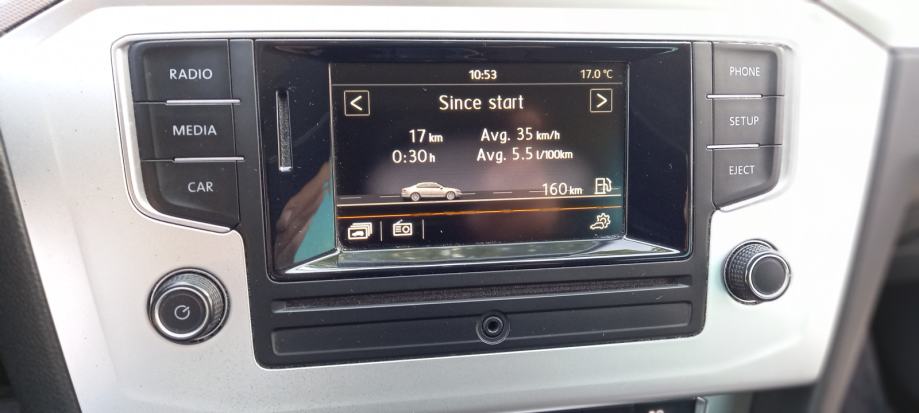 RADIO
MEDIA
CAR
10:53 17.0 °C
Since start
17 km Avg. 35 km/h
0:30 h Avg. 5.5 l/100km
160 km
PHONE
SETUP
EJECT